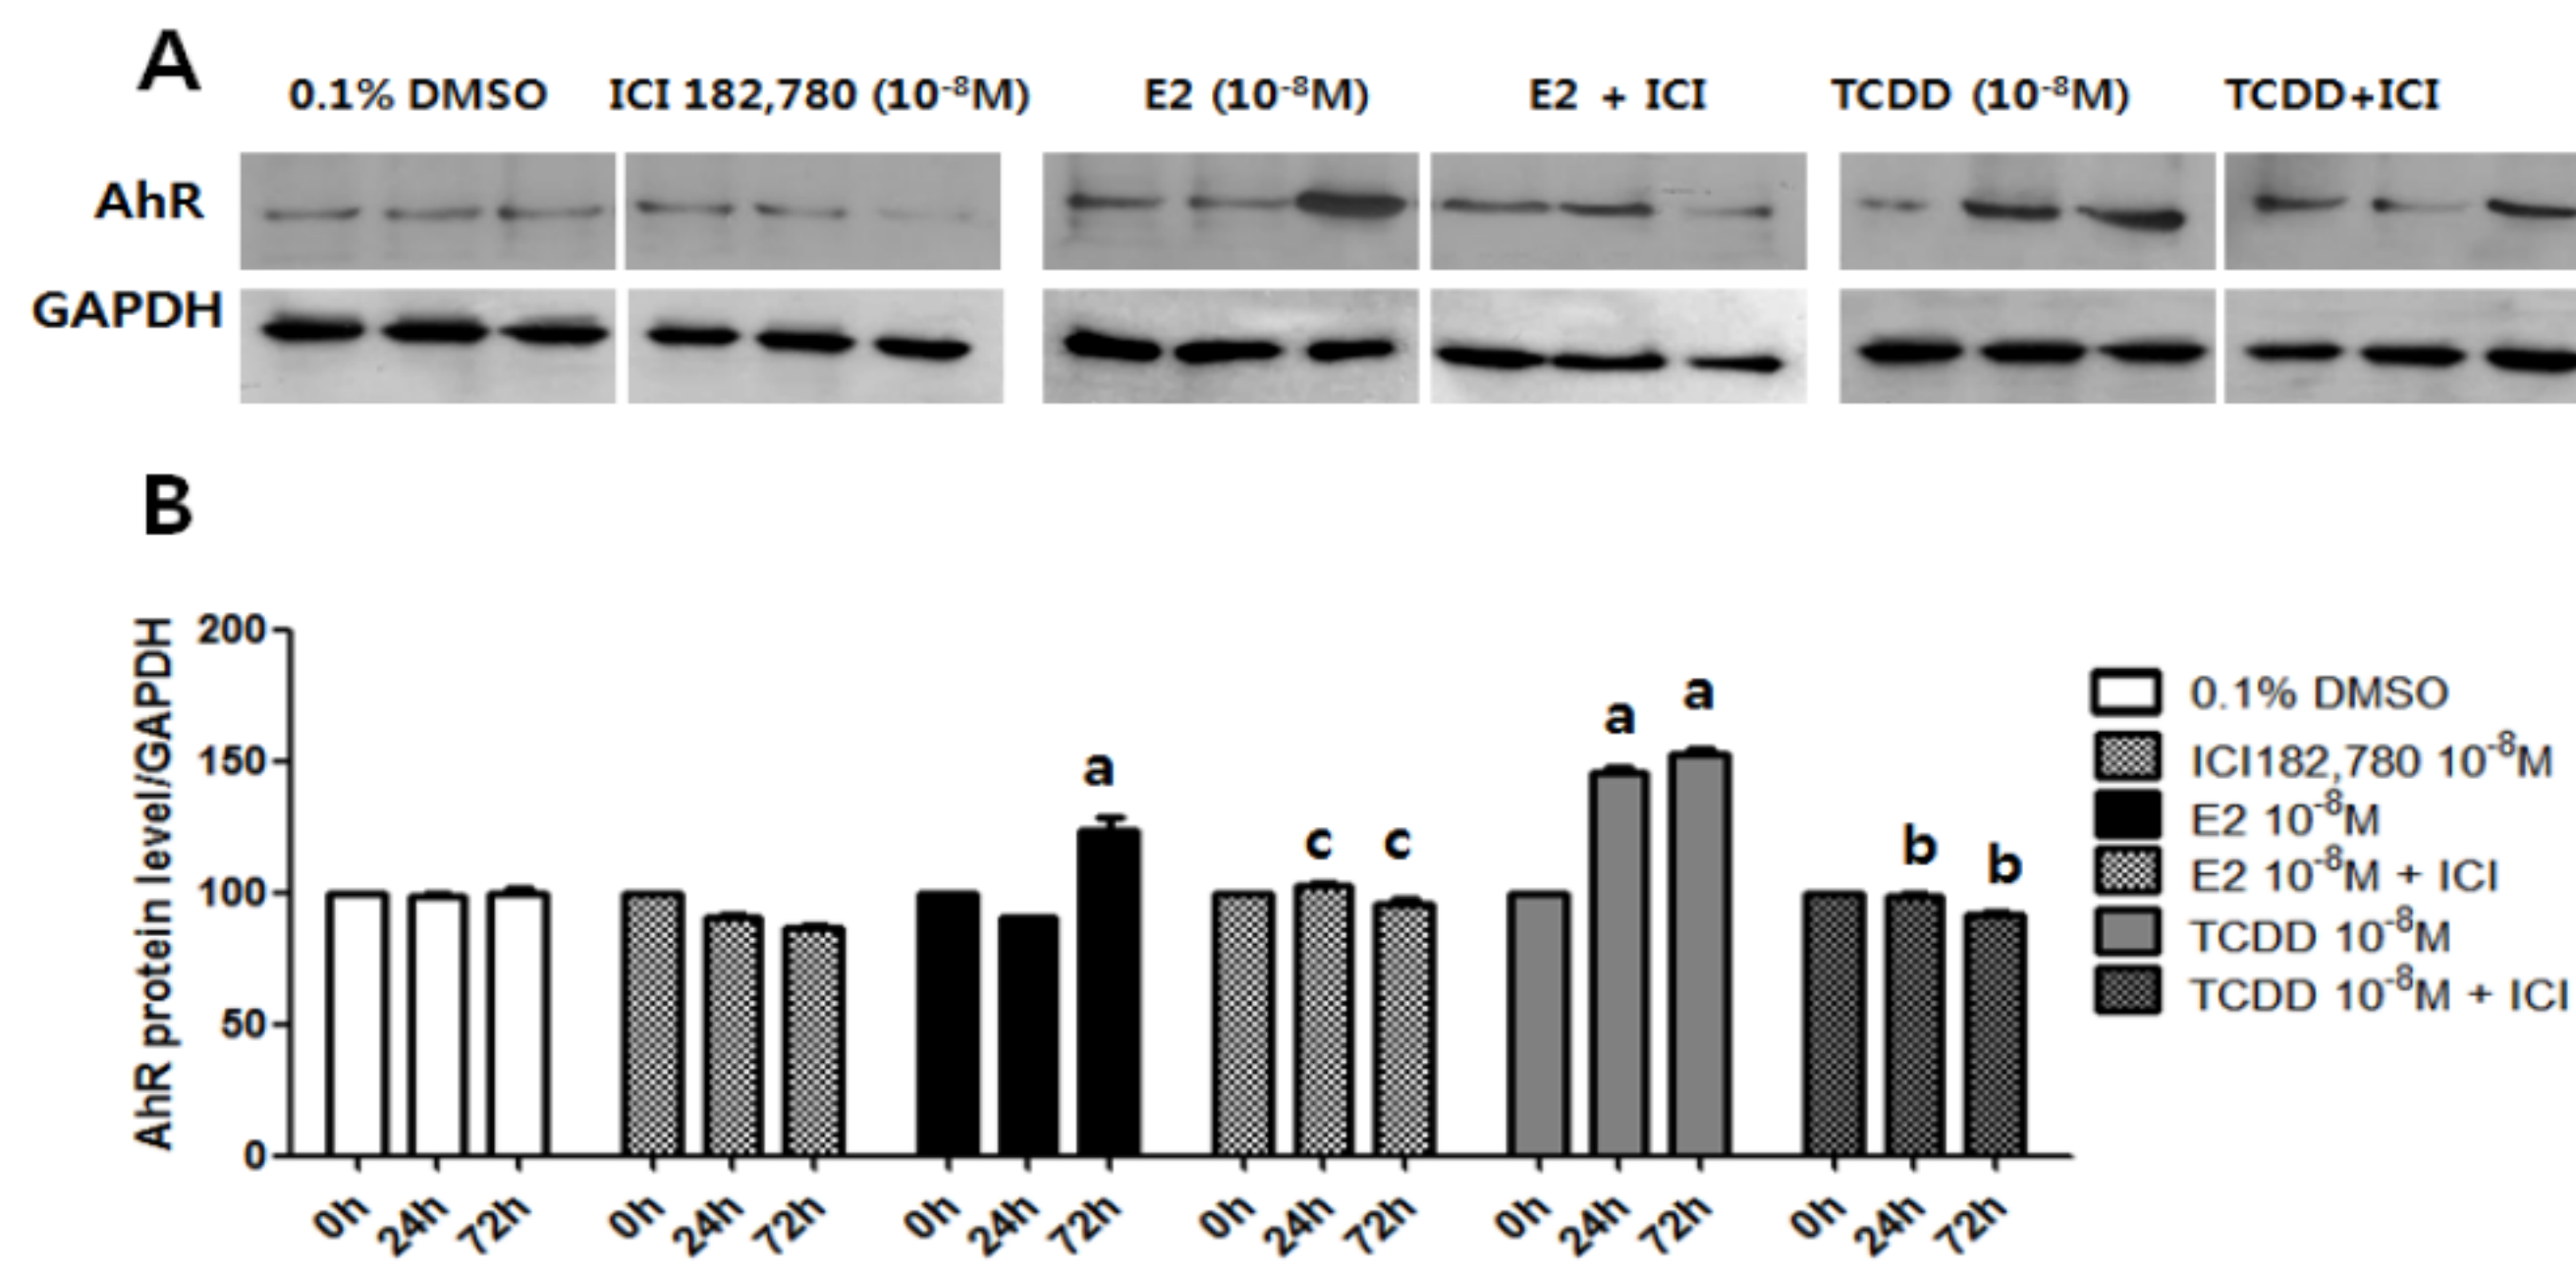 A
0.1% DMSO ICI 182,780 (10⁻⁸M) E2 (10⁻⁸M) E2 + ICI TCDD (10⁻⁸M) TCDD+ICI
AhR
GAPDH
B
AhR protein level/GAPDH
200
150
100
50
0
a
c c
a a
b b
0h 24h 72h 0h 24h 72h 0h 24h 72h 0h 24h 72h 0h 24h 72h 0h 24h 72h
0.1% DMSO
ICI182,780 10⁻⁸M
E2 10⁻⁸M
E2 10⁻⁸M + ICI
TCDD 10⁻⁸M
TCDD 10⁻⁸M + ICI